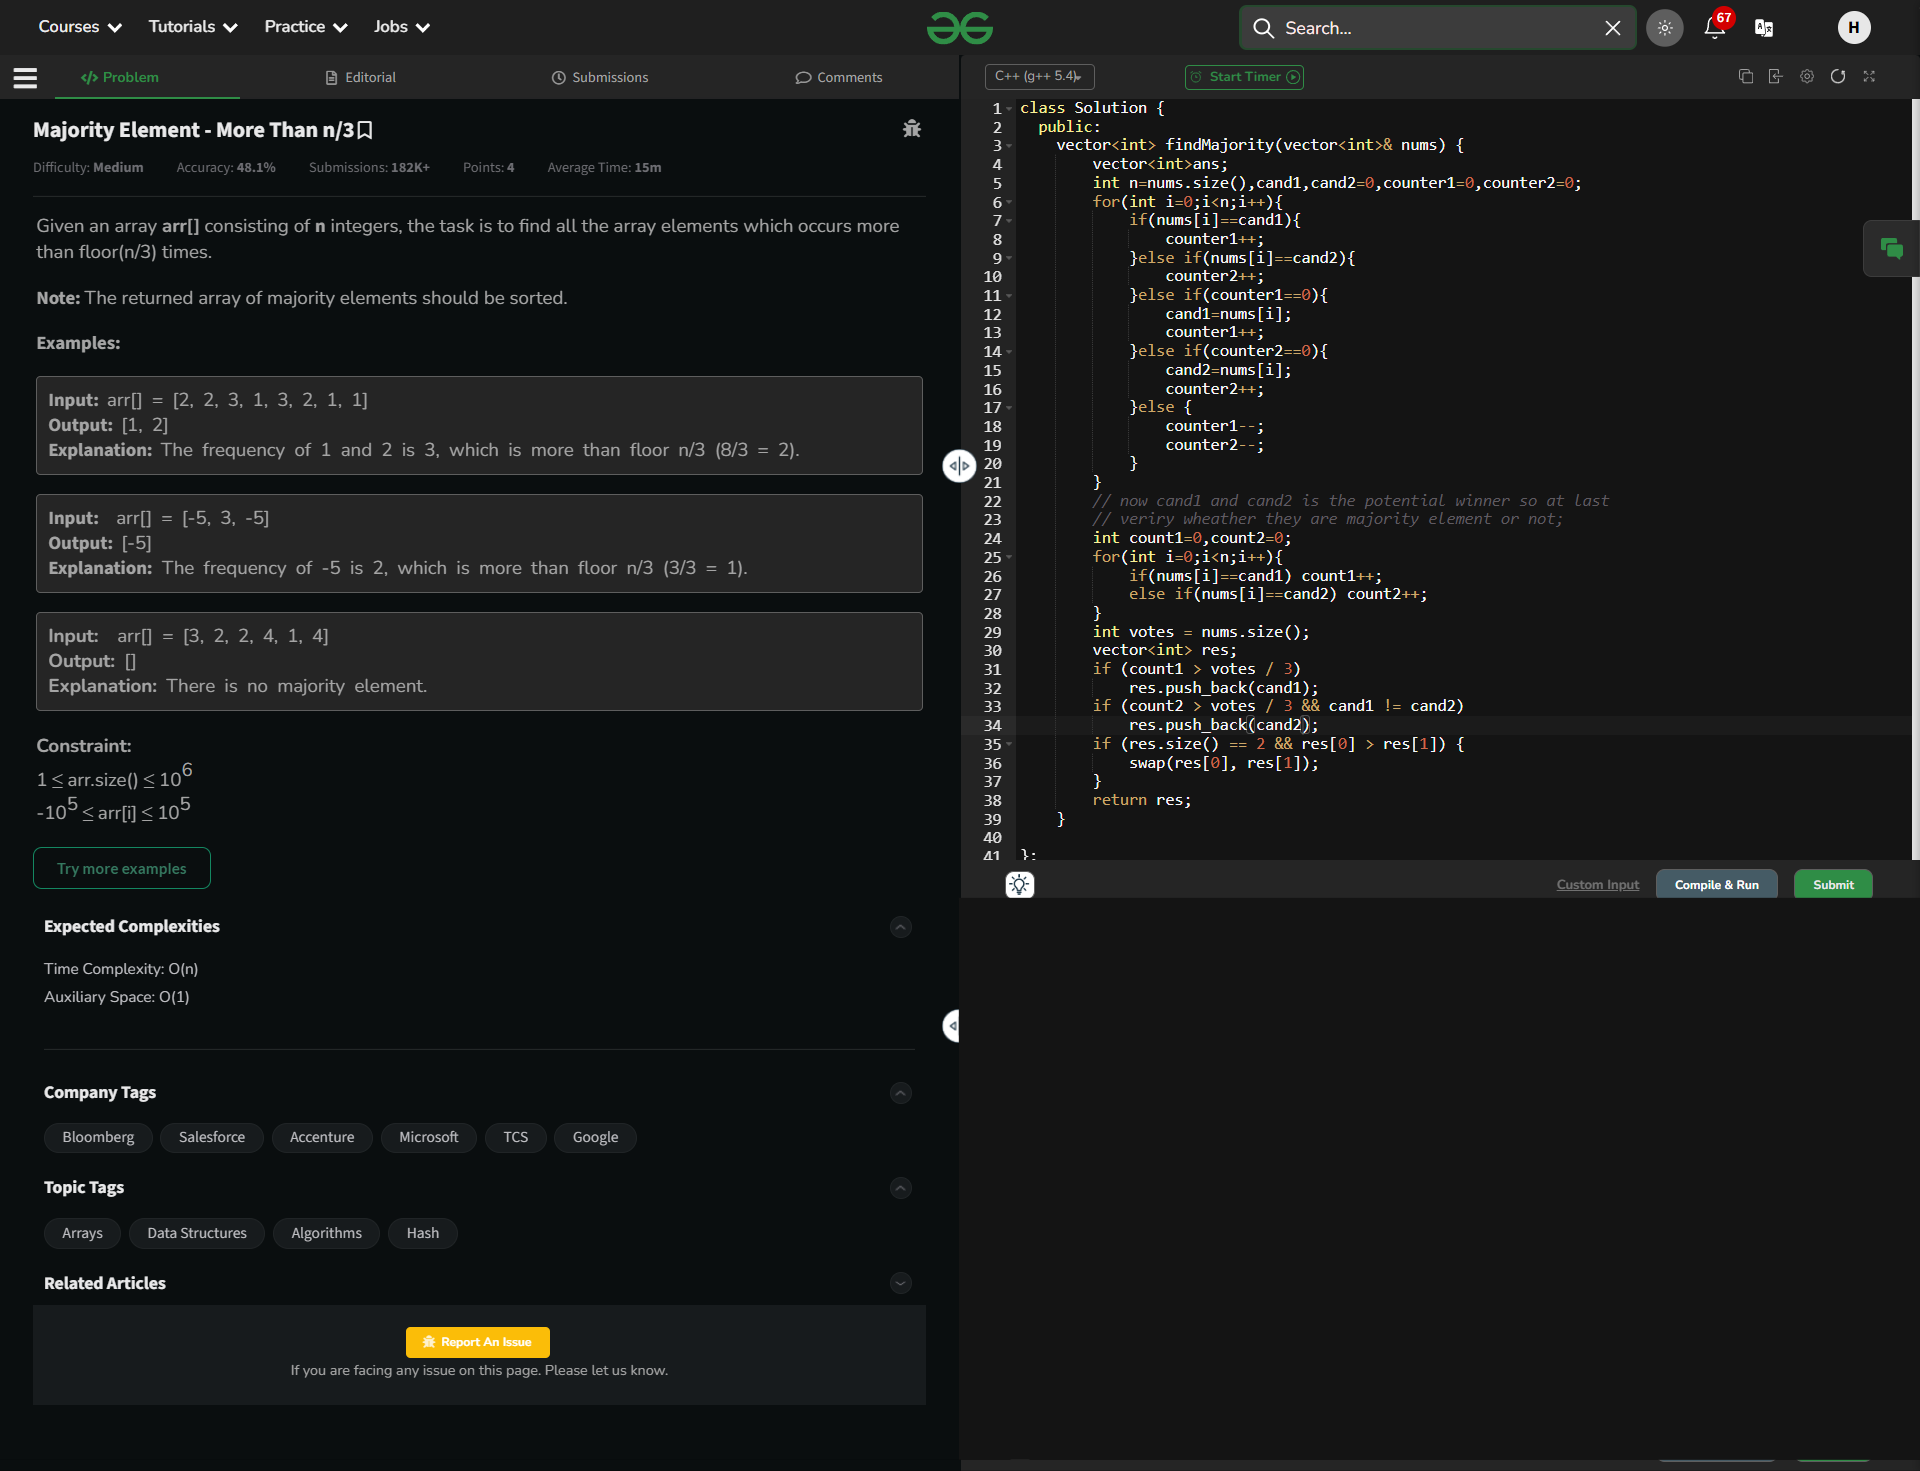 Courses Tutorials Practice Jobs Search... 67 H
Problem Editorial Submissions Comments
C++ (g++ 5.4) Start Timer
Majority Element - More Than n/3
Difficulty: Medium Accuracy: 48.1% Submissions: 182K+ Points: 4 Average Time: 15m
Given an array arr[] consisting of n integers, the task is to find all the array elements which occurs more
than floor(n/3) times.
Note: The returned array of majority elements should be sorted.
Examples:
Input: arr[] = [2, 2, 3, 1, 3, 2, 1, 1]
Output: [1, 2]
Explanation: The frequency of 1 and 2 is 3, which is more than floor n/3 (8/3 = 2).
Input: arr[] = [-5, 3, -5]
Output: [-5]
Explanation: The frequency of -5 is 2, which is more than floor n/3 (3/3 = 1).
Input: arr[] = [3, 2, 2, 4, 1, 4]
Output: []
Explanation: There is no majority element.
Constraint:
1 ≤ arr.size() ≤ 10^6
-10^5 ≤ arr[i] ≤ 10^5
Try more examples
Expected Complexities
Time Complexity: O(n)
Auxiliary Space: O(1)
Company Tags
Bloomberg Salesforce Accenture Microsoft TCS Google
Topic Tags
Arrays Data Structures Algorithms Hash
Related Articles
Report An Issue
If you are facing any issue on this page. Please let us know.
1 class Solution {
2 public:
3 vector<int> findMajority(vector<int>& nums) {
4 vector<int>ans;
5 int n=nums.size(),cand1,cand2=0,counter1=0,counter2=0;
6 for(int i=0;i<n;i++){
7 if(nums[i]==cand1){
8 counter1++;
9 }else if(nums[i]==cand2){
10 counter2++;
11 }else if(counter1==0){
12 cand1=nums[i];
13 counter1++;
14 }else if(counter2==0){
15 cand2=nums[i];
16 counter2++;
17 }else {
18 counter1--;
19 counter2--;
20 }
21 }
22 // now cand1 and cand2 is the potential winner so at last
23 // veriry wheather they are majority element or not;
24 int count1=0,count2=0;
25 for(int i=0;i<n;i++){
26 if(nums[i]==cand1) count1++;
27 else if(nums[i]==cand2) count2++;
28 }
29 int votes = nums.size();
30 vector<int> res;
31 if (count1 > votes / 3)
32 res.push_back(cand1);
33 if (count2 > votes / 3 && cand1 != cand2)
34 res.push_back(cand2);
35 if (res.size() == 2 && res[0] > res[1]) {
36 swap(res[0], res[1]);
37 }
38 return res;
39 }
40
41 };
Custom Input Compile & Run Submit